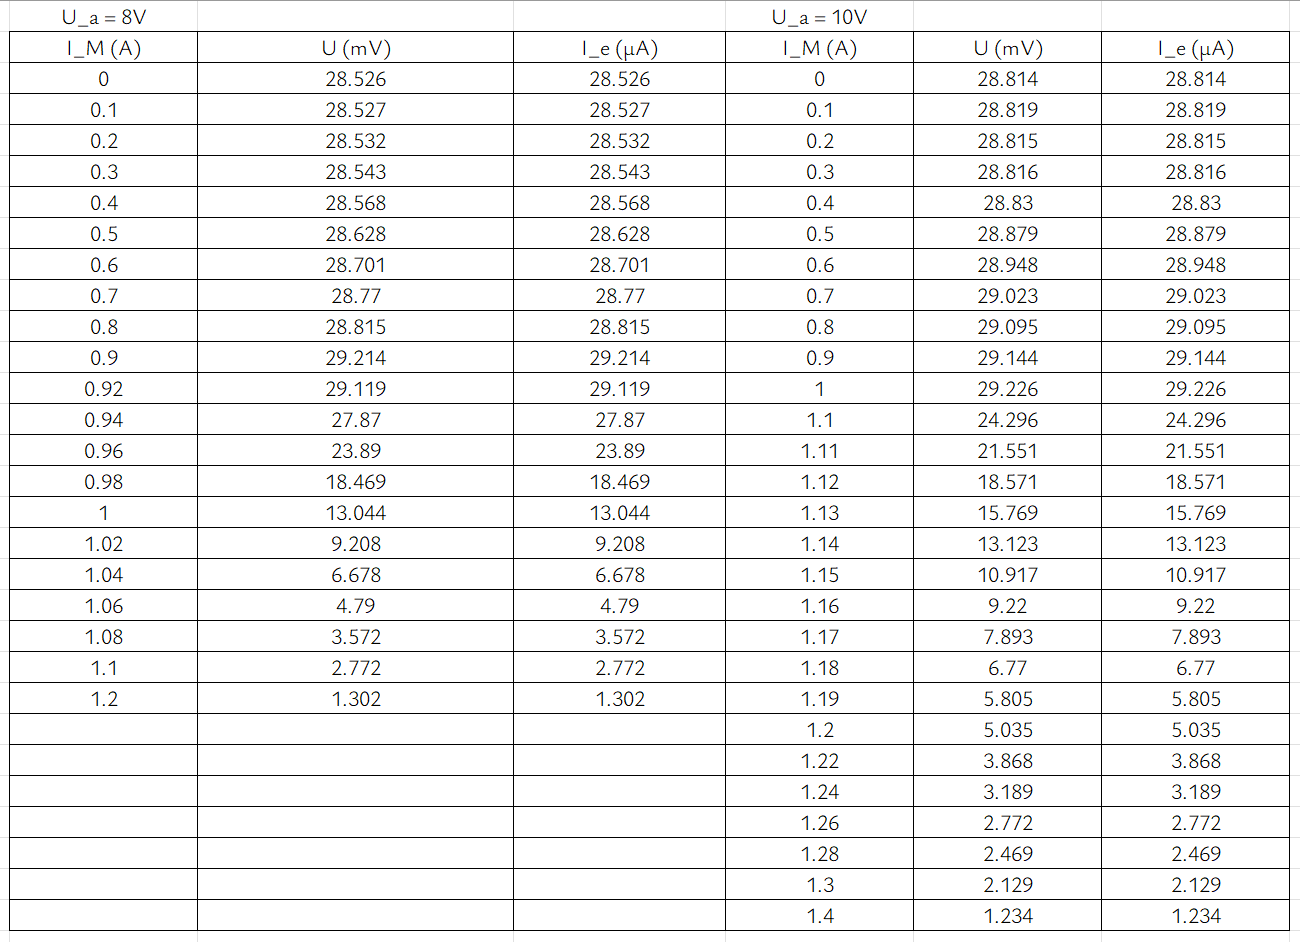 U_a = 8V U_a = 10V
I_M (A) U (mV) I_e (μA) I_M (A) U (mV) I_e (μA)
0 28.526 28.526 0 28.814 28.814
0.1 28.527 28.527 0.1 28.819 28.819
0.2 28.532 28.532 0.2 28.815 28.815
0.3 28.543 28.543 0.3 28.816 28.816
0.4 28.568 28.568 0.4 28.83 28.83
0.5 28.628 28.628 0.5 28.879 28.879
0.6 28.701 28.701 0.6 28.948 28.948
0.7 28.77 28.77 0.7 29.023 29.023
0.8 28.815 28.815 0.8 29.095 29.095
0.9 29.214 29.214 0.9 29.144 29.144
0.92 29.119 29.119 1 29.226 29.226
0.94 27.87 27.87 1.1 24.296 24.296
0.96 23.89 23.89 1.11 21.551 21.551
0.98 18.469 18.469 1.12 18.571 18.571
1 13.044 13.044 1.13 15.769 15.769
1.02 9.208 9.208 1.14 13.123 13.123
1.04 6.678 6.678 1.15 10.917 10.917
1.06 4.79 4.79 1.16 9.22 9.22
1.08 3.572 3.572 1.17 7.893 7.893
1.1 2.772 2.772 1.18 6.77 6.77
1.2 1.302 1.302 1.19 5.805 5.805
1.2 5.035 5.035
1.22 3.868 3.868
1.24 3.189 3.189
1.26 2.772 2.772
1.28 2.469 2.469
1.3 2.129 2.129
1.4 1.234 1.234